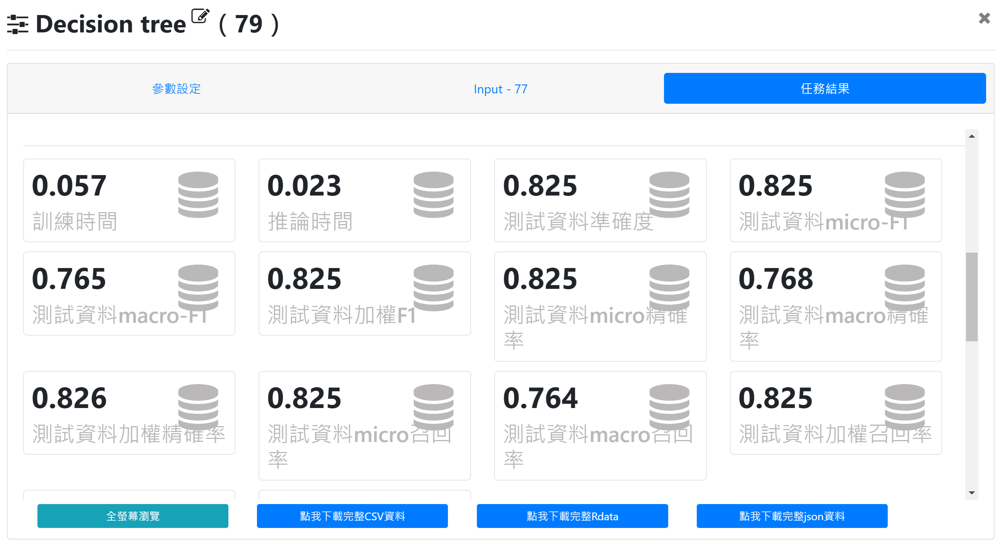 Decision tree ( 79 )
參數設定
Input - 77
任務結果
0.057
訓練時間
0.023
推論時間
0.825
測試資料準確度
0.825
測試資料micro-F1
0.765
測試資料macro-F1
0.825
測試資料加權F1
0.825
測試資料micro精確
率
0.768
測試資料macro精確
率
0.826
測試資料加權精確率
0.825
測試資料micro召回
率
0.764
測試資料macro召回
率
0.825
測試資料加權召回率
全螢幕瀏覽
點我下載完整CSV資料
點我下載完整Rdata
點我下載完整json資料